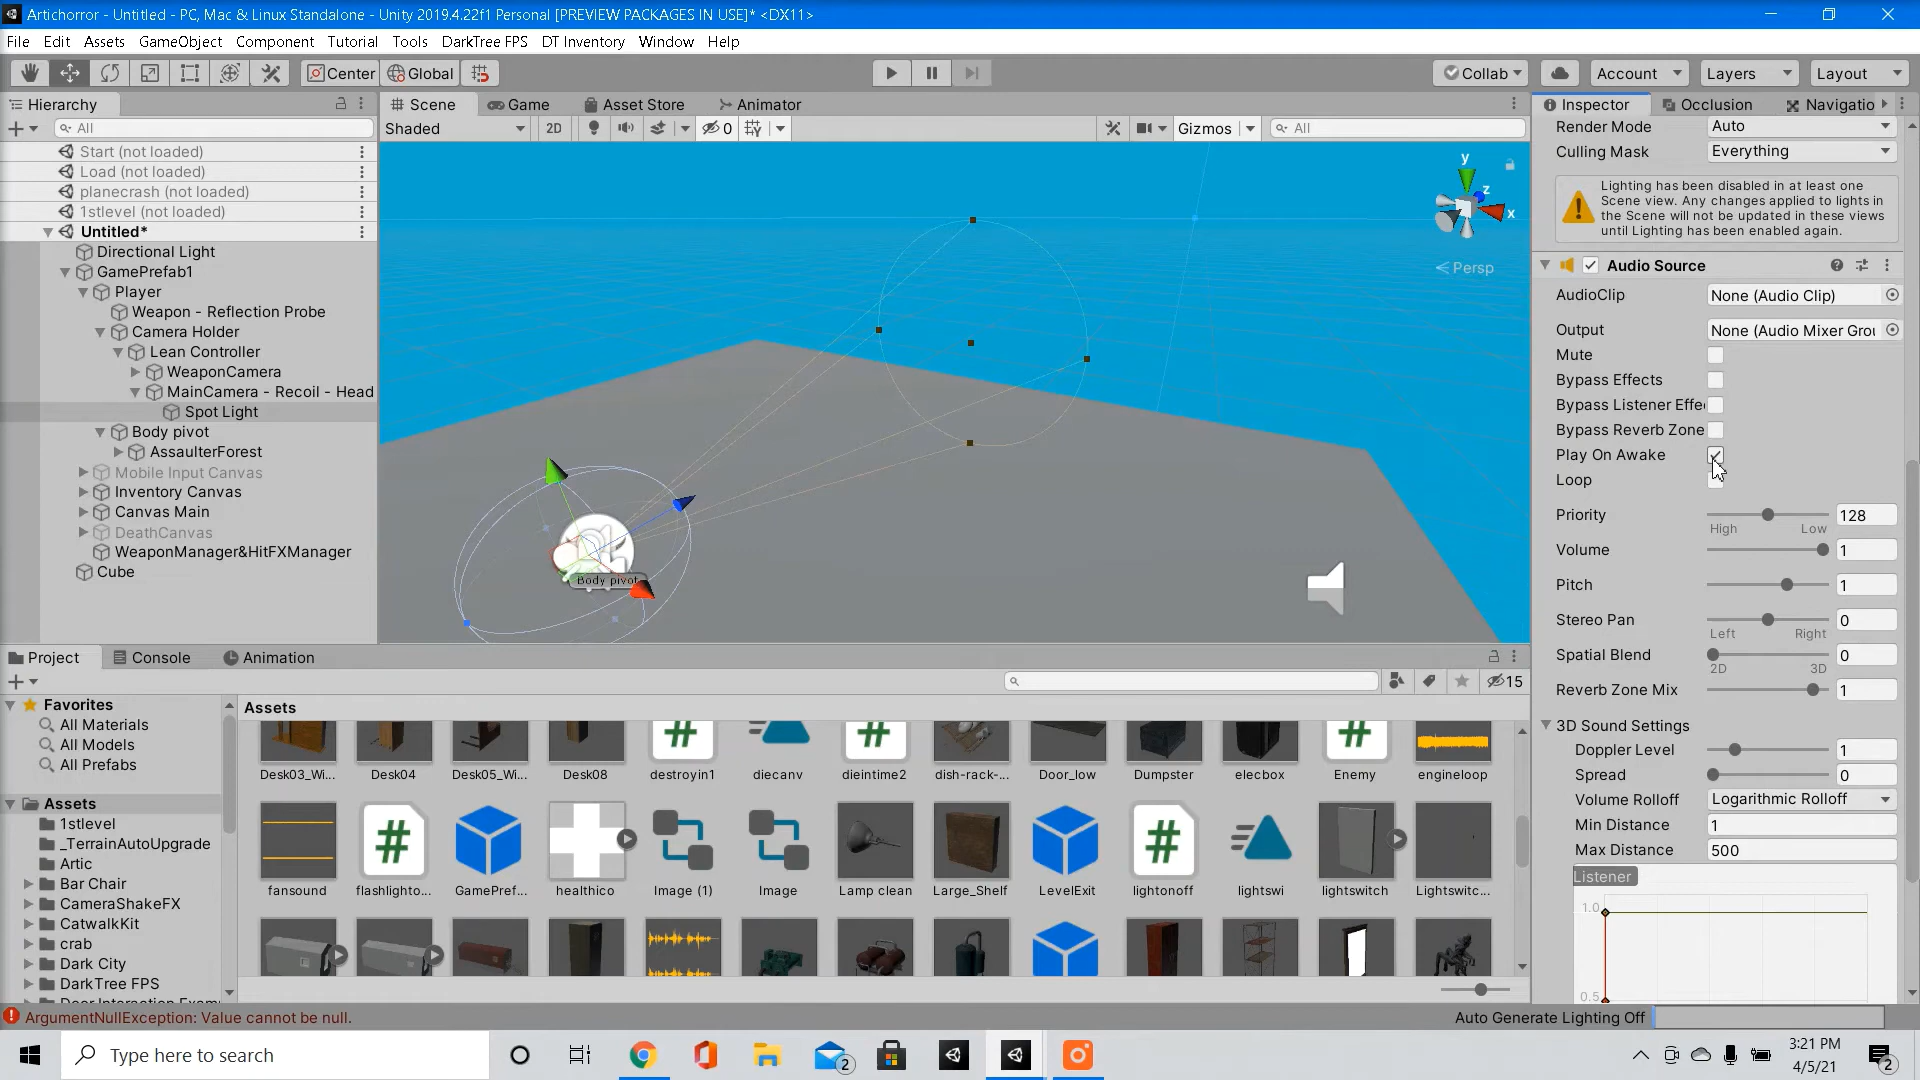 Artichorror - Untitled - PC, Mac & Linux Standalone - Unity 2019.4.22f1 Personal [PREVIEW PACKAGES IN USE]* <DX11>
File Edit Assets GameObject Component Tutorial Tools DarkTree FPS DT Inventory Window Help
Center Global Collab Account Layers Layout
Hierarchy
All
Start (not loaded)
Load (not loaded)
planecrash (not loaded)
1stlevel (not loaded)
Untitled*
Directional Light
GamePrefab1
Player
Weapon - Reflection Probe
Camera Holder
Lean Controller
WeaponCamera
MainCamera - Recoil - Head
Spot Light
Body pivot
AssaulterForest
Mobile Input Canvas
Inventory Canvas
Canvas Main
DeathCanvas
WeaponManager&HitFXManager
Cube
Scene Game Asset Store Animator
Shaded 2D 0 Gizmos All
y
z
x
Persp
Body pivot
Inspector Occlusion Navigatio
Render Mode Auto
Culling Mask Everything
Lighting has been disabled in at least one
Scene view. Any changes applied to lights in
the Scene will not be updated in these views
until Lighting has been enabled again.
Audio Source
AudioClip None (Audio Clip)
Output None (Audio Mixer Grou
Mute
Bypass Effects
Bypass Listener Effe
Bypass Reverb Zone
Play On Awake
Loop
Priority 128
High Low
Volume 1
Pitch 1
Stereo Pan 0
Left Right
Spatial Blend 0
2D 3D
Reverb Zone Mix 1
3D Sound Settings
Doppler Level 1
Spread 0
Volume Rolloff Logarithmic Rolloff
Min Distance 1
Max Distance 500
Listener
1.0
0.5
Project Console Animation
15
Favorites
All Materials
All Models
All Prefabs
Assets
1stlevel
_TerrainAutoUpgrade
Artic
Bar Chair
CameraShakeFX
CatwalkKit
crab
Dark City
DarkTree FPS
Assets
Desk03_Wi... Desk04 Desk05_Wi... Desk08 destroyin1 diecanv dieintime2 dish-rack-... Door_low Dumpster elecbox Enemy engineloop
fansound flashlighto... GamePref... healthico Image (1) Image Lamp clean Large_Shelf LevelExit lightonoff lightswi lightswitch Lightswitc...
ArgumentNullException: Value cannot be null.
Auto Generate Lighting Off
Type here to search
2
3:21 PM
4/5/21
2